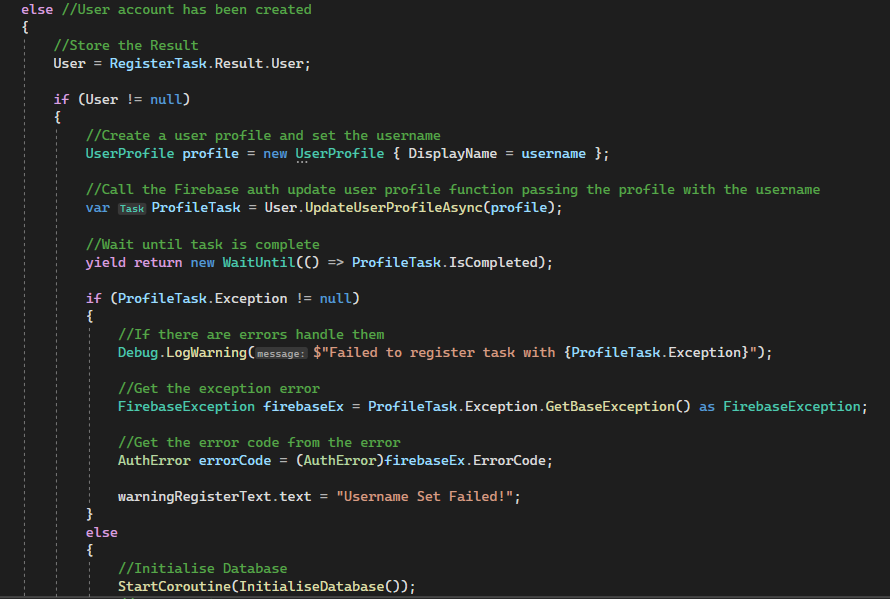 else //User account has been created
{
//Store the Result
User = RegisterTask.Result.User;
if (User != null)
{
//Create a user profile and set the username
UserProfile profile = new UserProfile { DisplayName = username };
//Call the Firebase auth update user profile function passing the profile with the username
var Task ProfileTask = User.UpdateUserProfileAsync(profile);
//Wait until task is complete
yield return new WaitUntil(() => ProfileTask.IsCompleted);
if (ProfileTask.Exception != null)
{
//If there are errors handle them
Debug.LogWarning(message: $"Failed to register task with {ProfileTask.Exception}");
//Get the exception error
FirebaseException firebaseEx = ProfileTask.Exception.GetBaseException() as FirebaseException;
//Get the error code from the error
AuthError errorCode = (AuthError)firebaseEx.ErrorCode;
warningRegisterText.text = "Username Set Failed!";
}
else
{
//Initialise Database
StartCoroutine(InitialiseDatabase());